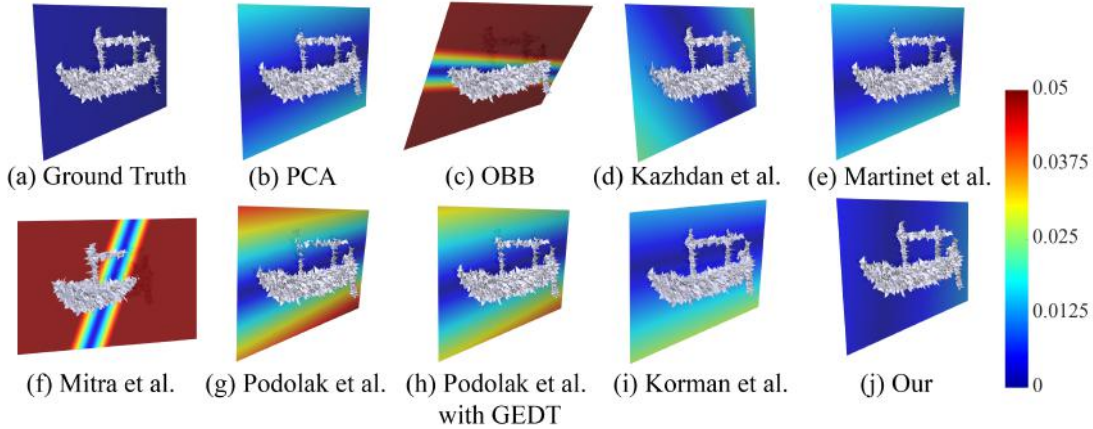 (a) Ground Truth
(b) PCA
(c) OBB
(d) Kazhdan et al.
(e) Martinet et al.
(f) Mitra et al.
(g) Podolak et al.
(h) Podolak et al.
with GEDT
(i) Korman et al.
(j) Our
0.05
0.0375
0.025
0.0125
0